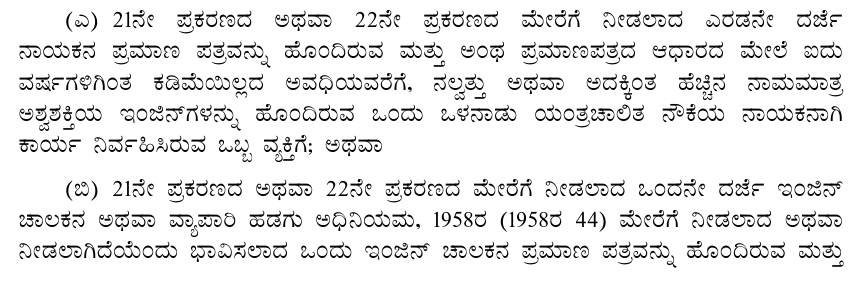 (ಎ) 21ನೇ ಪ್ರಕರಣದ ಅಥವಾ 22ನೇ ಪ್ರಕರಣದ ಮೇರೆಗೆ ನೀಡಲಾದ ಎರಡನೇ ದರ್ಜೆ
ನಾಯಕನ ಪ್ರಮಾಣ ಪತ್ರವನ್ನು ಹೊಂದಿರುವ ಮತ್ತು ಅಂಥ ಪ್ರಮಾಣಪತ್ರದ ಆಧಾರದ ಮೇಲೆ ಐದು
ವರ್ಷಗಳಿಗಿಂತ ಕಡಿಮೆಯಿಲ್ಲದ ಅವಧಿಯವರೆಗೆ, ನಲ್ವತ್ತು ಅಥವಾ ಅದಕ್ಕಿಂತ ಹೆಚ್ಚಿನ ನಾಮಮಾತ್ರ
ಅಶ್ವಶಕ್ತಿಯ ಇಂಜಿನ್‌ಗಳನ್ನು ಹೊಂದಿರುವ ಒಂದು ಒಳನಾಡು ಯಂತ್ರಚಾಲಿತ ನೌಕೆಯ ನಾಯಕನಾಗಿ
ಕಾರ್ಯ ನಿರ್ವಹಿಸಿರುವ ಒಬ್ಬ ವ್ಯಕ್ತಿಗೆ; ಅಥವಾ
(ಬಿ) 21ನೇ ಪ್ರಕರಣದ ಅಥವಾ 22ನೇ ಪ್ರಕರಣದ ಮೇರೆಗೆ ನೀಡಲಾದ ಒಂದನೇ ದರ್ಜೆ ಇಂಜಿನ್
ಚಾಲಕನ ಅಥವಾ ವ್ಯಾಪಾರಿ ಹಡಗು ಅಧಿನಿಯಮ, 1958ರ (1958ರ 44) ಮೇರೆಗೆ ನೀಡಲಾದ ಅಥವಾ
ನೀಡಲಾಗಿದೆಯೆಂದು ಭಾವಿಸಲಾದ ಒಂದು ಇಂಜಿನ್ ಚಾಲಕನ ಪ್ರಮಾಣ ಪತ್ರವನ್ನು ಹೊಂದಿರುವ ಮತ್ತು